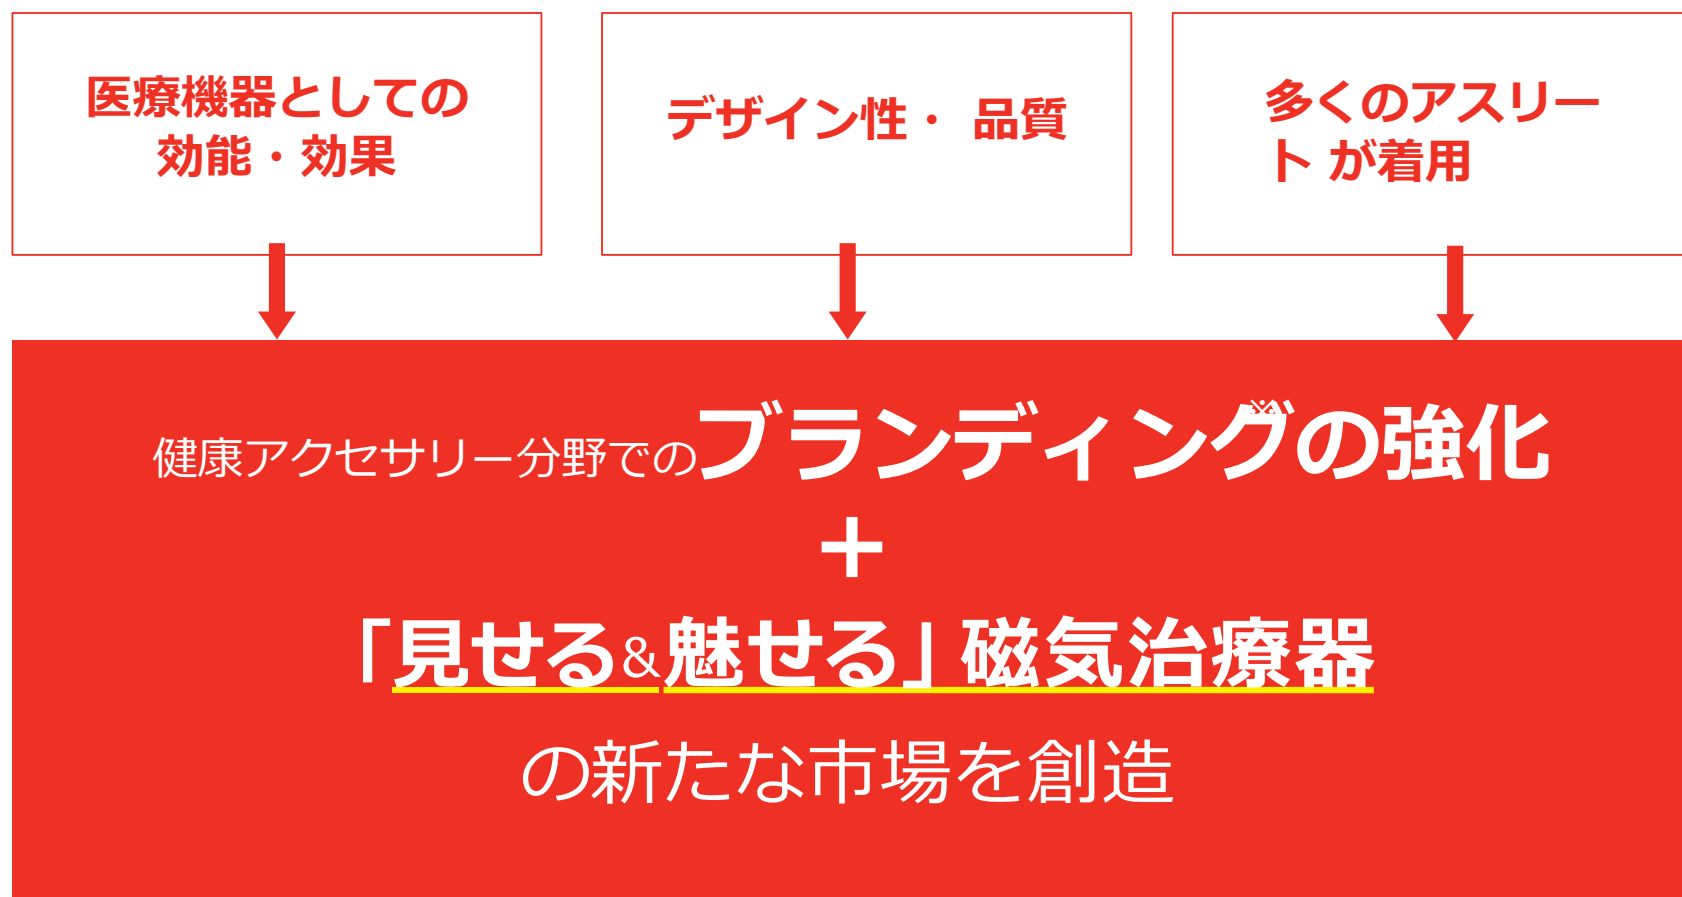 医療機器としての
効能・効果
デザイン性・ 品質
多くのアスリー
ト が着用
※
健康アクセサリー分野でのブランディングの強化
＋
「見せる&魅せる」磁気治療器
の新たな市場を創造